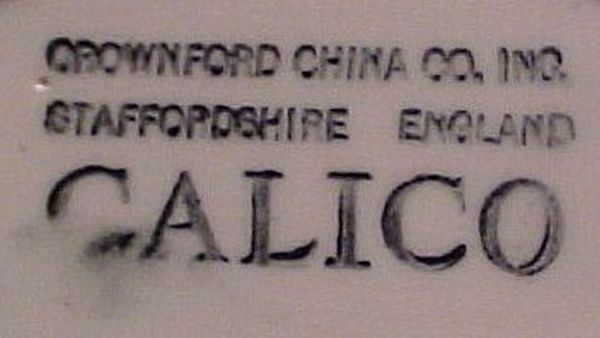 CROWNFORD CHINA CO. INC.
STAFFORDSHIRE ENGLAND
CALICO